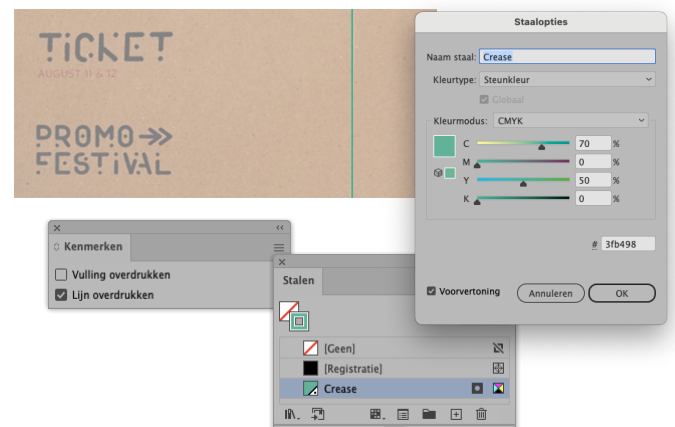 TiCKET
AUGUST 11 & 12
PROMO
FESTiVAL
Staalopties
Naam staal: Crease
Kleurtype: Steunkleur
Globaal
Kleurmodus: CMYK
C 70 %
M 0 %
Y 50 %
K 0 %
# 3fb498
Voorvertoning Annuleren OK
Kenmerken
Vulling overdrukken
Lijn overdrukken
Stalen
[Geen]
[Registratie]
Crease